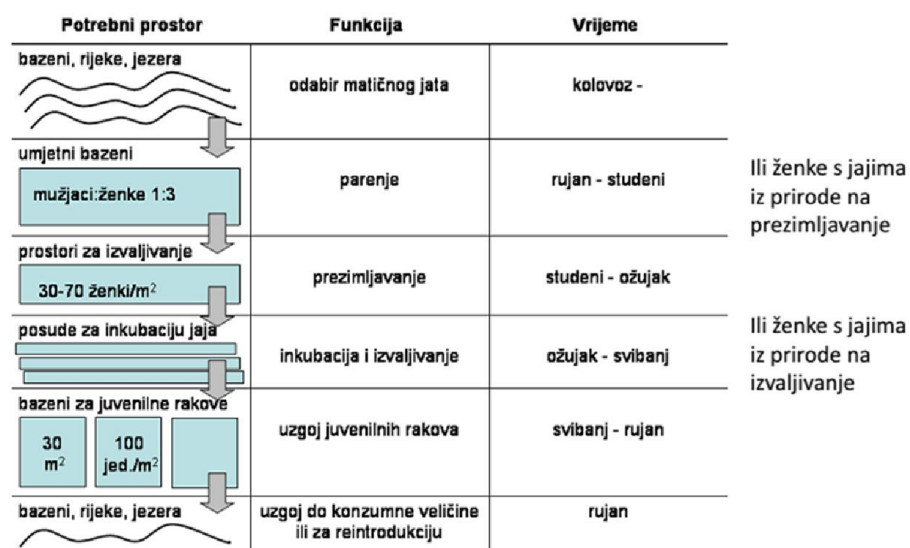 Potrebni prostor Funkcija Vrijeme
bazeni, rijeke, jezera
odabir matičnog jata kolovoz -
umjetni bazeni
mužjaci:ženke 1:3 parenje rujan - studeni
Ili ženke s jajima
iz prirode na
prezimljavanje
prostori za izvaljivanje
30-70 ženki/m² prezimljavanje studeni - ožujak
posude za inkubaciju jaja
inkubacija i izvaljivanje ožujak - svibanj
Ili ženke s jajima
iz prirode na
izvaljivanje
bazeni za juvenilne rakove
30
m²
100
jed./m²
uzgoj juvenilnih rakova svibanj - rujan
bazeni, rijeke, jezera
uzgoj do konzumne veličine
ili za reintrodukciju
rujan